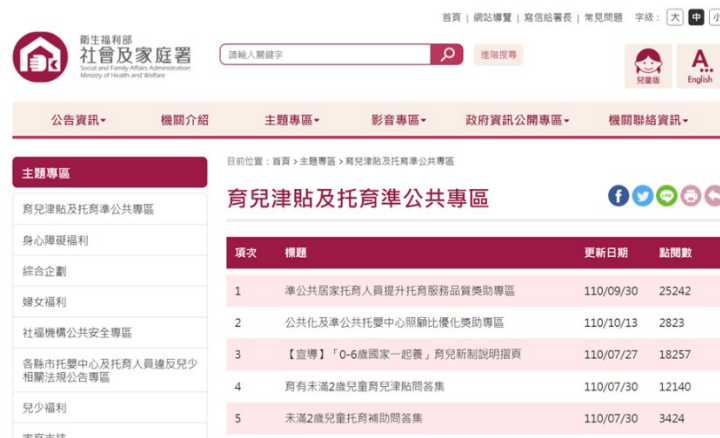 首頁 | 網站導覽 | 寫信給署長 | 常見問題 字級： 大 中 小
衛生福利部
社會及家庭署
Social and Family Affairs Administration
Ministry of Health and Welfare
請輸入關鍵字
進階搜尋
兒童版
A...
English
公告資訊 機關介紹 主題專區 影音專區 政府資訊公開專區 機關聯絡資訊
目前位置：首頁 > 主題專區 > 育兒津貼及托育準公共專區
主題專區
育兒津貼及托育準公共專區
身心障礙福利
綜合企劃
婦女福利
社福機構公共安全專區
各縣市托嬰中心及托育人員違反兒少
相關法規公告專區
兒少福利
家庭支持
育兒津貼及托育準公共專區
項次 標題 更新日期 點閱數
1 準公共居家托育人員提升托育服務品質獎助專區 110/09/30 25242
2 公共化及準公共托嬰中心照顧比優化獎助專區 110/10/13 2823
3 【宣導】「0-6歲國家一起養」育兒新制說明摺頁 110/07/27 18257
4 育有未滿2歲兒童育兒津貼問答集 110/07/30 12140
5 未滿2歲兒童托育補助問答集 110/07/30 3424